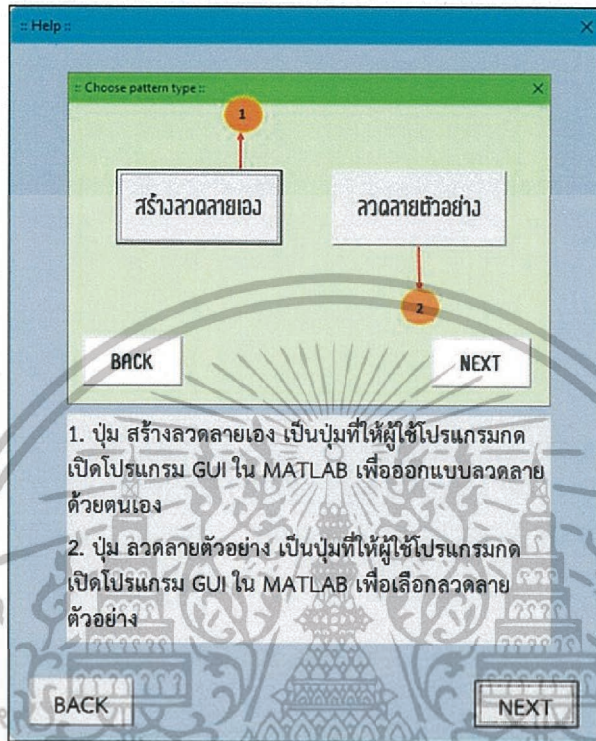 :: Help ::
:: Choose pattern type ::
1
สร้างลวดลายเอง
ลวดลายตัวอย่าง
2
BACK
NEXT
1. ปุ่ม สร้างลวดลายเอง เป็นปุ่มที่ให้ผู้ใช้โปรแกรมกด
เปิดโปรแกรม GUI ใน MATLAB เพื่อออกแบบลวดลาย
ด้วยตนเอง
2. ปุ่ม ลวดลายตัวอย่าง เป็นปุ่มที่ให้ผู้ใช้โปรแกรมกด
เปิดโปรแกรม GUI ใน MATLAB เพื่อเลือกลวดลาย
ตัวอย่าง
BACK
NEXT